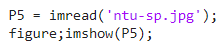 P5 = imread('ntu-sp.jpg');
figure;imshow(P5);